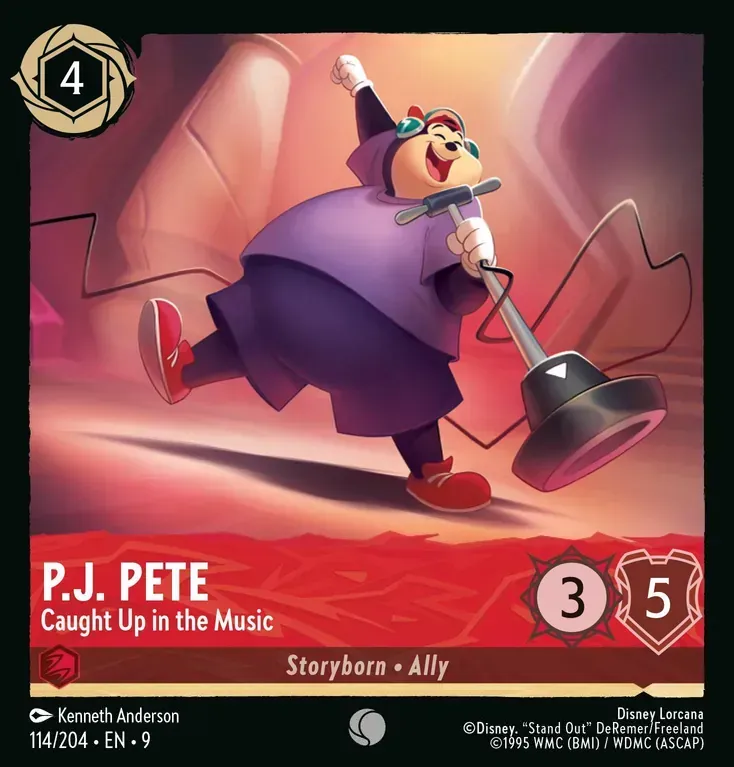 4
P.J. PETE
Caught Up in the Music
3
5
Storyborn • Ally
Kenneth Anderson
114/204 • EN • 9
Disney Lorcana
©Disney. “Stand Out” DeRemer/Freeland
©1995 WMC (BMI) / WDMC (ASCAP)